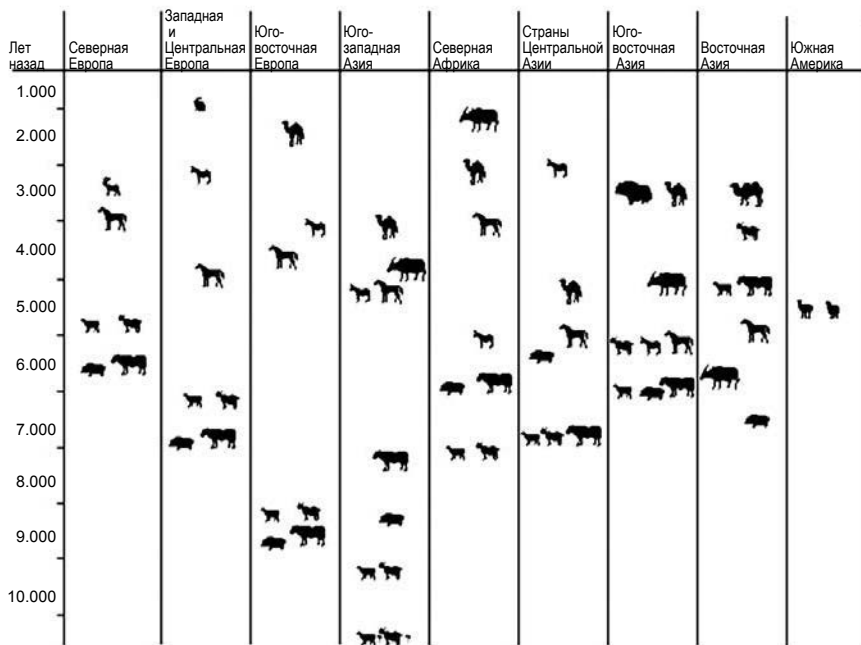 Лет
назад
Северная
Европа
Западная
и
Центральная
Европа
Юго-
восточная
Европа
Юго-
западная
Азия
Северная
Африка
Страны
Центральной
Азии
Юго-
восточная
Азия
Восточная
Азия
Южная
Америка
1.000
2.000
3.000
4.000
5.000
6.000
7.000
8.000
9.000
10.000